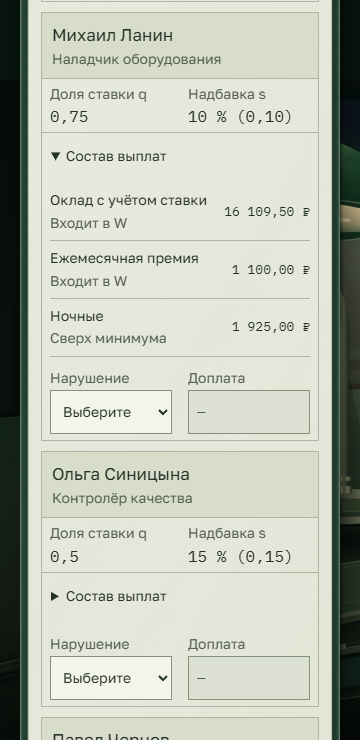 Михаил Ланин
Наладчик оборудования
Доля ставки q
Надбавка s
0,75
10 % (0,10)
▼ Состав выплат
Оклад с учётом ставки
Входит в W
16 109,50 ₽
Ежемесячная премия
Входит в W
1 100,00 ₽
Ночные
Сверх минимума
1 925,00 ₽
Нарушение
Доплата
Выберите
—
Ольга Синицына
Контролёр качества
Доля ставки q
Надбавка s
0,5
15 % (0,15)
▶ Состав выплат
Нарушение
Доплата
Выберите
—